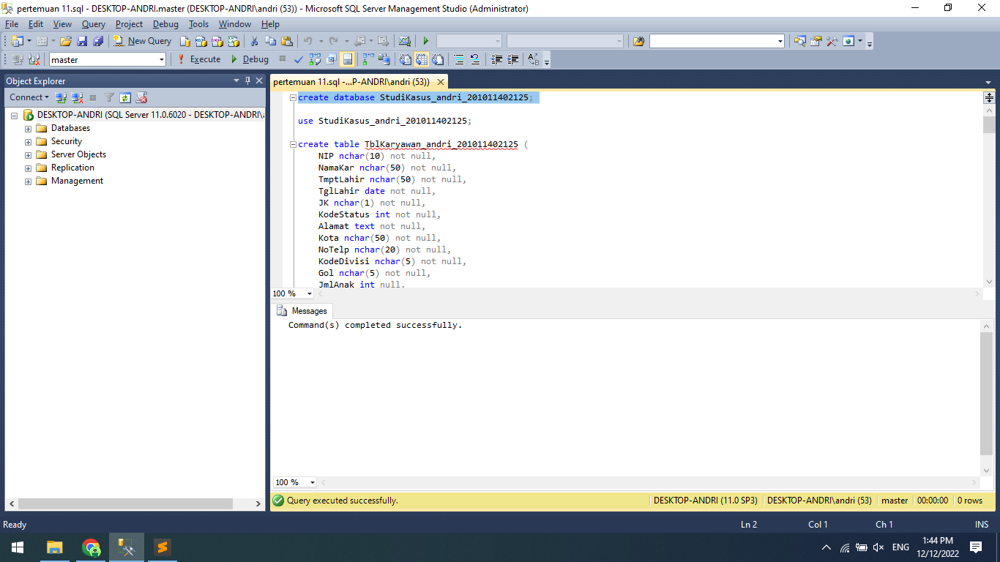 pertemuan 11.sql - DESKTOP-ANDRI.master (DESKTOP-ANDRI\andri (53)) - Microsoft SQL Server Management Studio (Administrator)
File Edit View Query Project Debug Tools Window Help
New Query
master Execute Debug
Object Explorer
Connect
DESKTOP-ANDRI (SQL Server 11.0.6020 - DESKTOP-ANDRI\
Databases
Security
Server Objects
Replication
Management
pertemuan 11.sql -...P-ANDRI\andri (53))
create database StudiKasus_andri_201011402125;
use StudiKasus_andri_201011402125;
create table TblKaryawan_andri_201011402125 (
NIP nchar(10) not null,
NamaKar nchar(50) not null,
TmptLahir nchar(50) not null,
TglLahir date not null,
JK nchar(1) not null,
KodeStatus int not null,
Alamat text not null,
Kota nchar(50) not null,
NoTelp nchar(20) not null,
KodeDivisi nchar(5) not null,
Gol nchar(5) not null,
JmlAnak int null,
100 %
Messages
Command(s) completed successfully.
100 %
Query executed successfully. DESKTOP-ANDRI (11.0 SP3) DESKTOP-ANDRI\andri (53) master 00:00:00 0 rows
Ready Ln 2 Col 1 Ch 1 INS
ENG 1:44 PM
12/12/2022